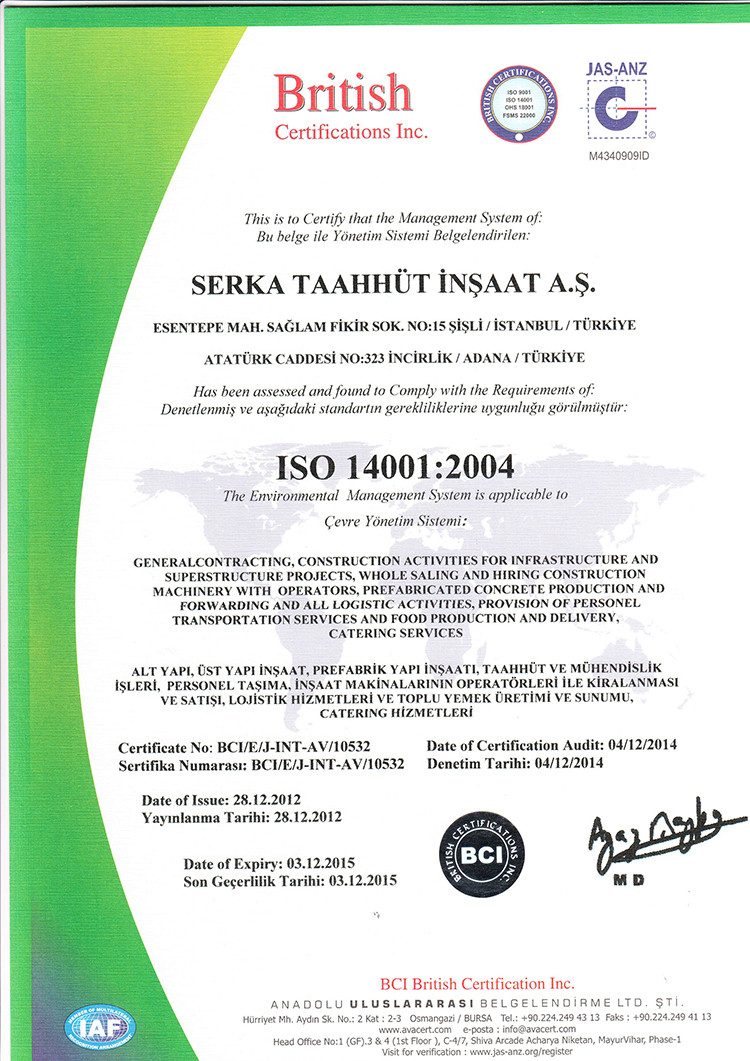 British
Certifications Inc.
BRITISH CERTIFICATIONS INC.
ISO 9001
ISO 14001
OHS 18001
FSMS 22000
JAS-ANZ
©
M4340909ID
This is to Certify that the Management System of:
Bu belge ile Yönetim Sistemi Belgelendirilen:
SERKA TAAHHÜT İNŞAAT A.Ş.
ESENTEPE MAH. SAĞLAM FİKİR SOK. NO:15 ŞİŞLİ / İSTANBUL / TÜRKİYE
ATATÜRK CADDESİ NO:323 İNCİRLİK / ADANA / TÜRKİYE
Has been assessed and found to Comply with the Requirements of:
Denetlenmiş ve aşağıdaki standartın gerekliliklerine uygunluğu görülmüştür:
ISO 14001:2004
The Environmental Management System is applicable to
Çevre Yönetim Sistemi:
GENERALCONTRACTING, CONSTRUCTION ACTIVITIES FOR INFRASTRUCTURE AND
SUPERSTRUCTURE PROJECTS, WHOLE SALING AND HIRING CONSTRUCTION
MACHINERY WITH OPERATORS, PREFABRICATED CONCRETE PRODUCTION AND
FORWARDING AND ALL LOGISTIC ACTIVITIES, PROVISION OF PERSONEL
TRANSPORTATION SERVICES AND FOOD PRODUCTION AND DELIVERY,
CATERING SERVICES
ALT YAPI, ÜST YAPI İNŞAAT, PREFABRİK YAPI İNŞAATI, TAAHHÜT VE MÜHENDİSLİK
İŞLERİ, PERSONEL TAŞIMA, İNŞAAT MAKİNALARININ OPERATÖRLERİ İLE KİRALANMASI
VE SATIŞI, LOJİSTİK HİZMETLERİ VE TOPLU YEMEK ÜRETİMİ VE SUNUMU,
CATERING HİZMETLERİ
Certificate No: BCI/E/J-INT-AV/10532 Date of Certification Audit: 04/12/2014
Sertifika Numarası: BCI/E/J-INT-AV/10532 Denetim Tarihi: 04/12/2014
Date of Issue: 28.12.2012
Yayınlanma Tarihi: 28.12.2012
Date of Expiry: 03.12.2015
Son Geçerlilik Tarihi: 03.12.2015
BRITISH CERTIFICATIONS INC.
BCI
M D
BCI British Certification Inc.
ANADOLU ULUSLARARASI BELGELENDİRME LTD. ŞTİ.
Hürriyet Mh. Aydın Sk. No.: 2 Kat : 2-3 Osmangazi / BURSA Tel.: +90.224.249 43 13 Faks : +90.224.249 41 13
www.avacert.com e-posta : info@avacert.com
Head Office No:1 (GF).3 & 4 (1st Floor ), C-4/7, Shiva Arcade Acharya Niketan, MayurVihar, Phase-1
Visit for verification : www.jas-anz.org/register
MEMBER OF MULTILATERAL
IAF
RECOGNITION ARRANGEMENT